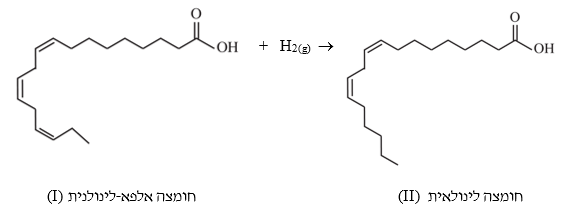 O
OH
+ H2(g) →
O
OH
חומצה אלפא-לינולנית (I)
חומצה לינולאית (II)